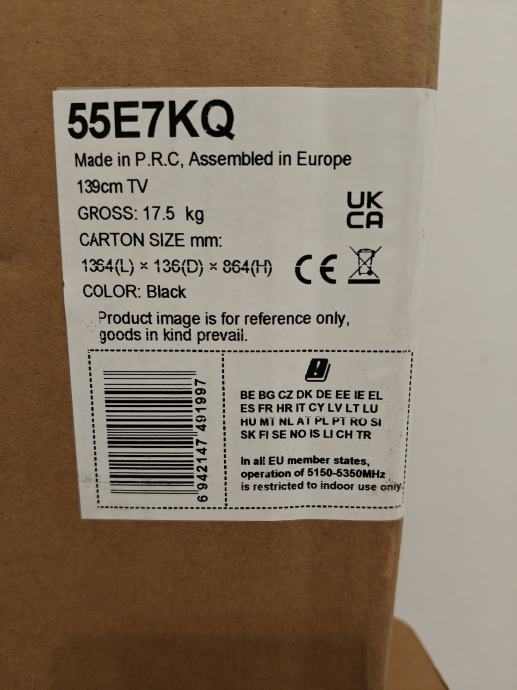 55E7KQ
Made in P.R.C, Assembled in Europe
139cm TV
GROSS: 17.5 kg
CARTON SIZE mm:
1364(L) × 136(D) × 864(H)
COLOR: Black
UK
CA
CE
Product image is for reference only,
goods in kind prevail.
6 942147 491997
BE BG CZ DK DE EE IE EL
ES FR HR IT CY LV LT LU
HU MT NL AT PL PT RO SI
SK FI SE NO IS LI CH TR
In all EU member states,
operation of 5150-5350MHz
is restricted to indoor use only.